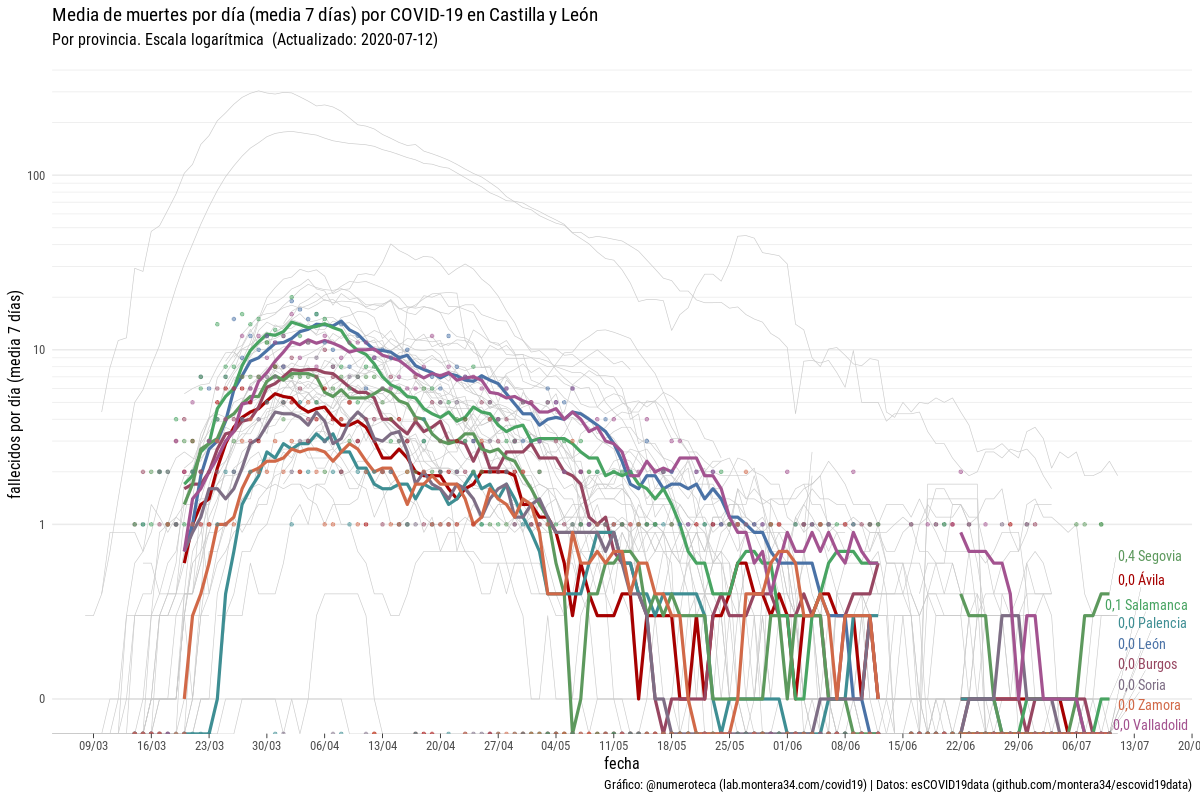 Media de muertes por día (media 7 días) por COVID-19 en Castilla y León
Por provincia. Escala logarítmica (Actualizado: 2020-07-12)
fallecidos por día (media 7 días)
100
10
1
0
0,4 Segovia
0,0 Ávila
0,1 Salamanca
0,0 Palencia
0,0 León
0,0 Burgos
0,0 Soria
0,0 Zamora
0,0 Valladolid
09/03 16/03 23/03 30/03 06/04 13/04 20/04 27/04 04/05 11/05 18/05 25/05 01/06 08/06 15/06 22/06 29/06 06/07 13/07 20/0
fecha
Gráfico: @numeroteca (lab.montera34.com/covid19) | Datos: esCOVID19data (github.com/montera34/escovid19data)